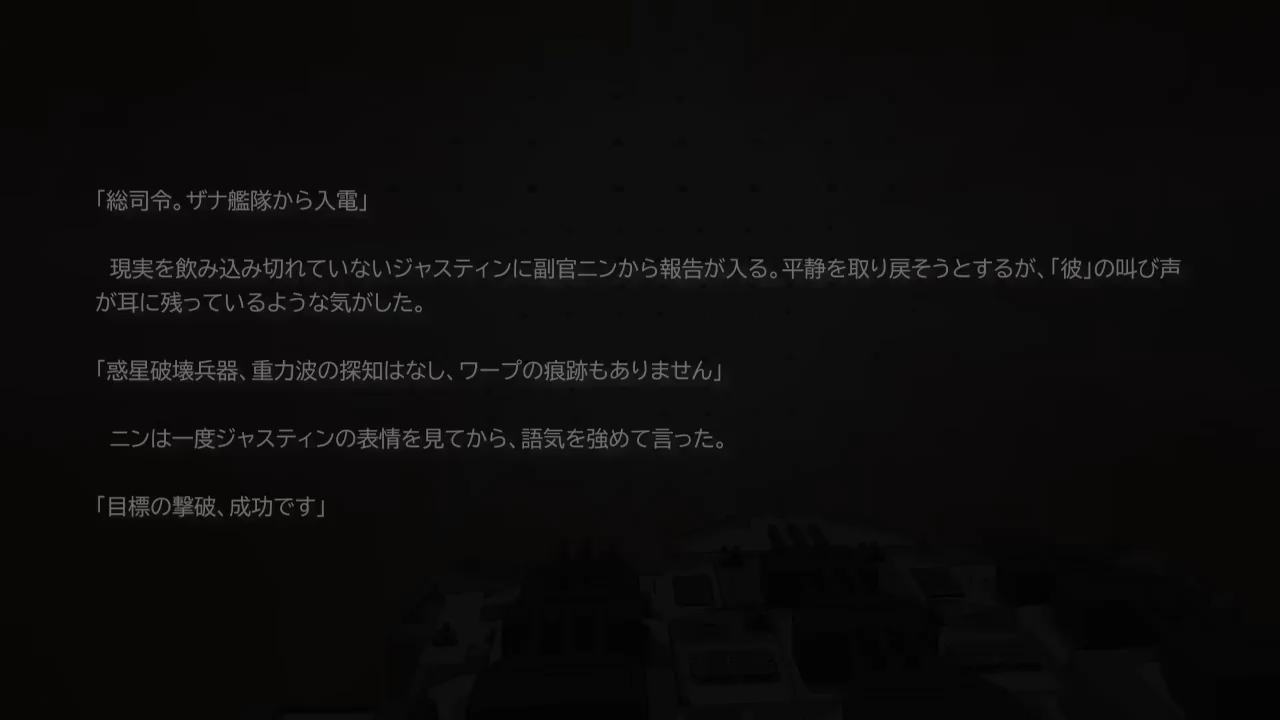 「総司令。ザナ艦隊から入電」
現実を飲み込み切れていないジャスティンに副官ニンから報告が入る。平静を取り戻そうとするが、「彼」の叫び声
が耳に残っているような気がした。
「惑星破壊兵器、重力波の探知はなし、ワープの痕跡もありません」
ニンは一度ジャスティンの表情を見てから、語気を強めて言った。
「目標の撃破、成功です」